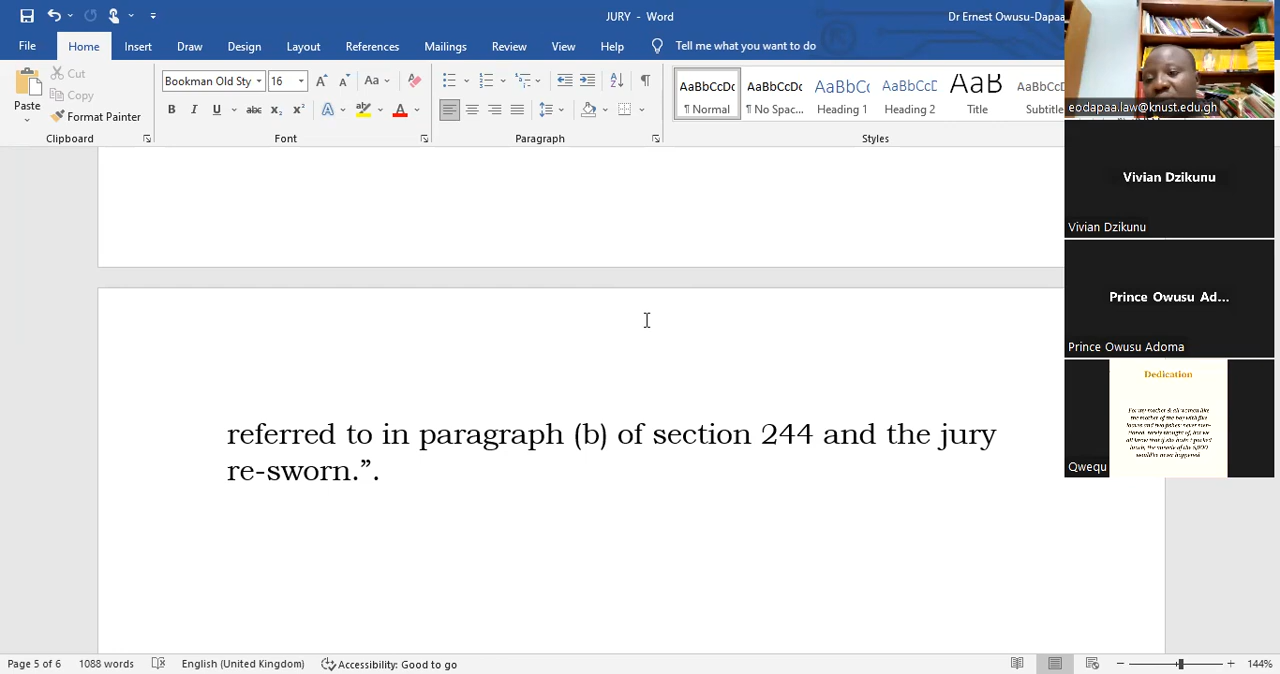 JURY - Word
Dr Ernest Owusu-Dapaa
File Home Insert Draw Design Layout References Mailings Review View Help Tell me what you want to do
Paste
Cut
Copy
Format Painter
Clipboard
Bookman Old Sty 16
Font
Paragraph
AaBbCcDc AaBbCcDc AaBbCc AaBbCcC AaB AaBbCc
¶ Normal ¶ No Spac... Heading 1 Heading 2 Title Subtitle
Styles
referred to in paragraph (b) of section 244 and the jury
re-sworn.”.
eodapaa.law@knust.edu.gh
Vivian Dzikunu
Vivian Dzikunu
Prince Owusu Ad...
Prince Owusu Adoma
Dedication
Qwequ
Page 5 of 6 1088 words English (United Kingdom) Accessibility: Good to go 144%